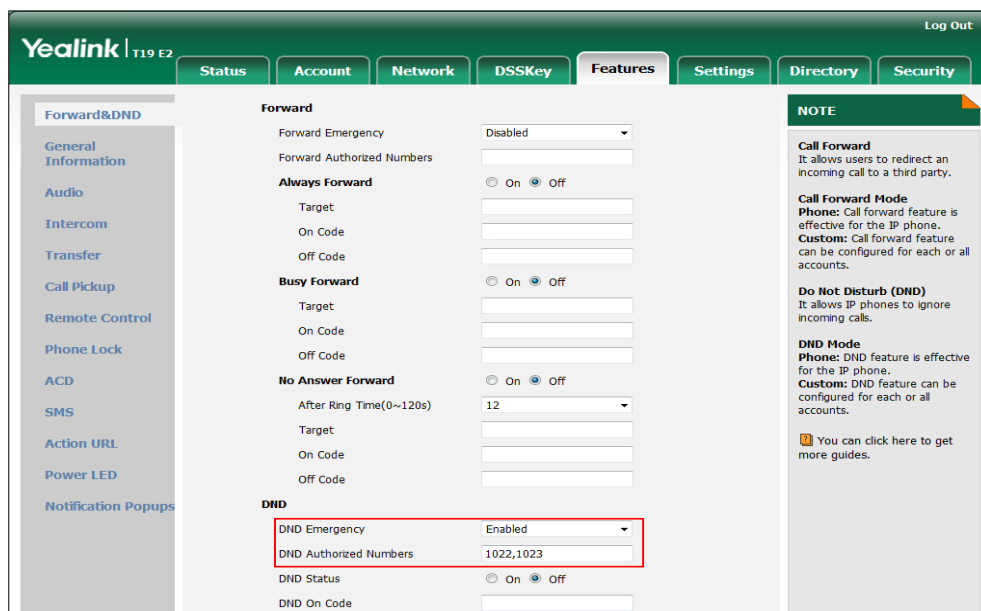 Log Out
Yealink | T19 E2
Status Account Network DSSKey Features Settings Directory Security
Forward&DND
General
Information
Audio
Intercom
Transfer
Call Pickup
Remote Control
Phone Lock
ACD
SMS
Action URL
Power LED
Notification Popups
Forward
Forward Emergency Disabled
Forward Authorized Numbers
Always Forward On Off
Target
On Code
Off Code
Busy Forward On Off
Target
On Code
Off Code
No Answer Forward On Off
After Ring Time(0~120s) 12
Target
On Code
Off Code
DND
DND Emergency Enabled
DND Authorized Numbers 1022,1023
DND Status On Off
DND On Code
NOTE
Call Forward
It allows users to redirect an
incoming call to a third party.
Call Forward Mode
Phone: Call forward feature is
effective for the IP phone.
Custom: Call forward feature
can be configured for each or all
accounts.
Do Not Disturb (DND)
It allows IP phones to ignore
incoming calls.
DND Mode
Phone: DND feature is effective
for the IP phone.
Custom: DND feature can be
configured for each or all
accounts.
? You can click here to get
more guides.